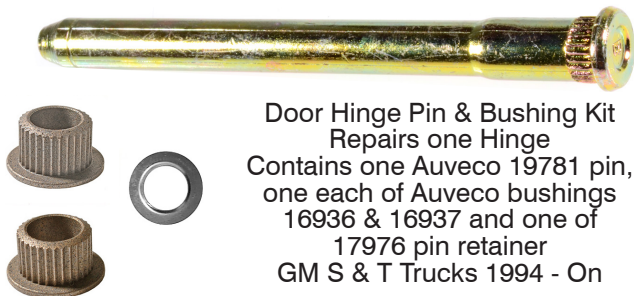 Door Hinge Pin & Bushing Kit
Repairs one Hinge
Contains one Auveco 19781 pin,
one each of Auveco bushings
16936 & 16937 and one of
17976 pin retainer
GM S & T Trucks 1994 - On